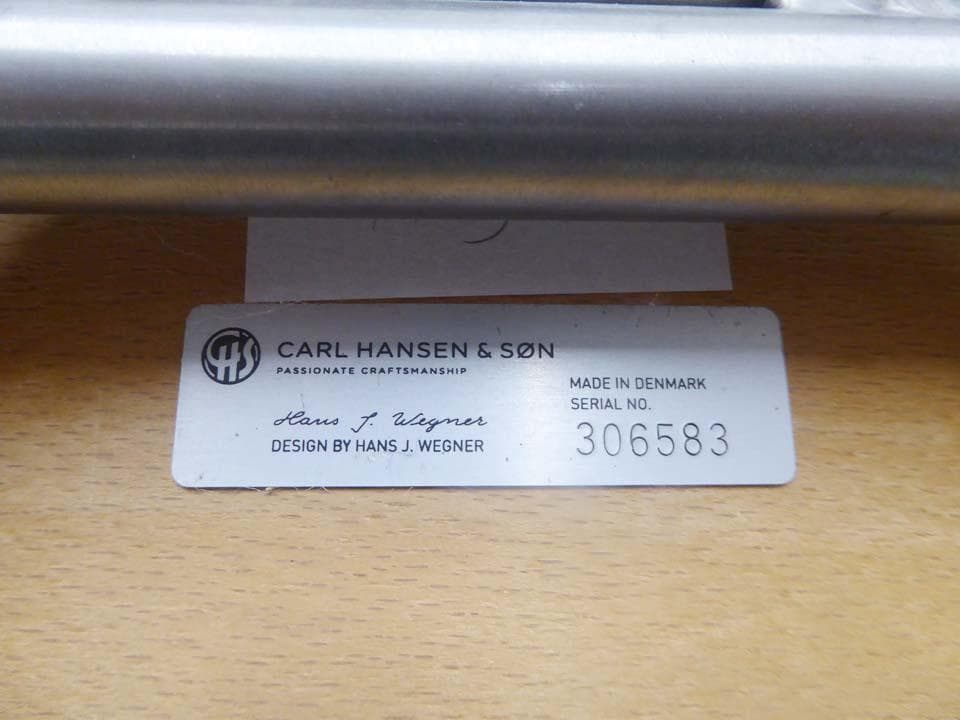 CHS
CARL HANSEN & SØN
PASSIONATE CRAFTSMANSHIP
Hans J. Wegner
DESIGN BY HANS J. WEGNER
MADE IN DENMARK
SERIAL NO.
306583